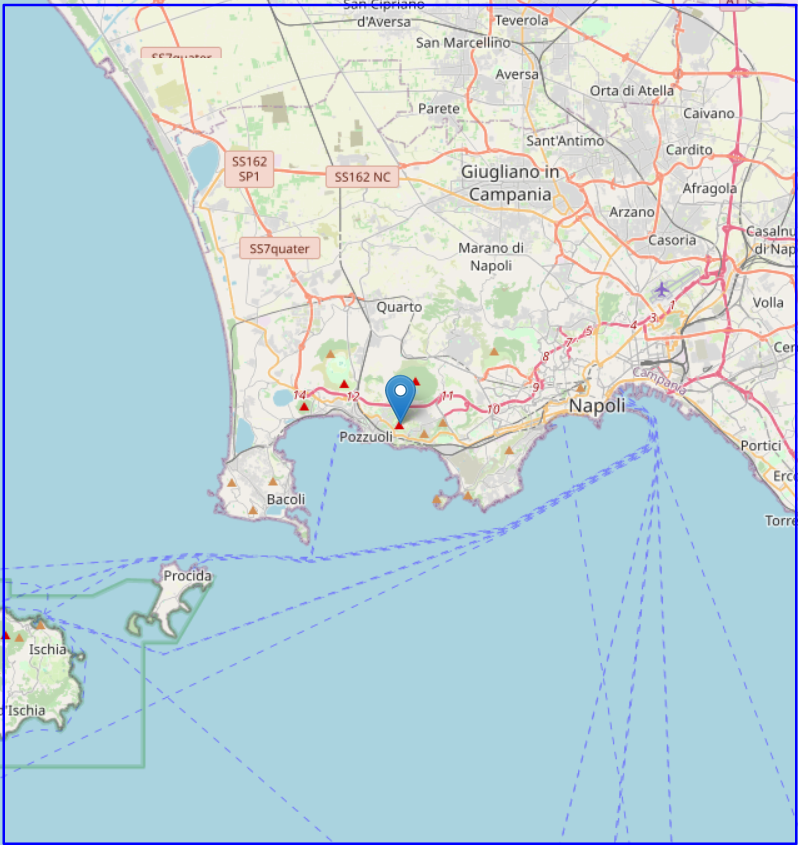 San Cipriano
d'Aversa
Teverola
A1
San Marcellino
SS7quater
Aversa
Orta di Atella
Parete
Caivano
Sant'Antimo
Cardito
SS162
SP1
SS162 NC
Giugliano in
Campania
Afragola
Arzano
Casalnu
di Nap
Casoria
SS7quater
Marano di
Napoli
Quarto
Volla
1
3
4
5
7
8
Cer
9
Campania
14
12
11
10
Napoli
Pozzuoli
Portici
Bacoli
Erco
Torre
Procida
Ischia
d'Ischia